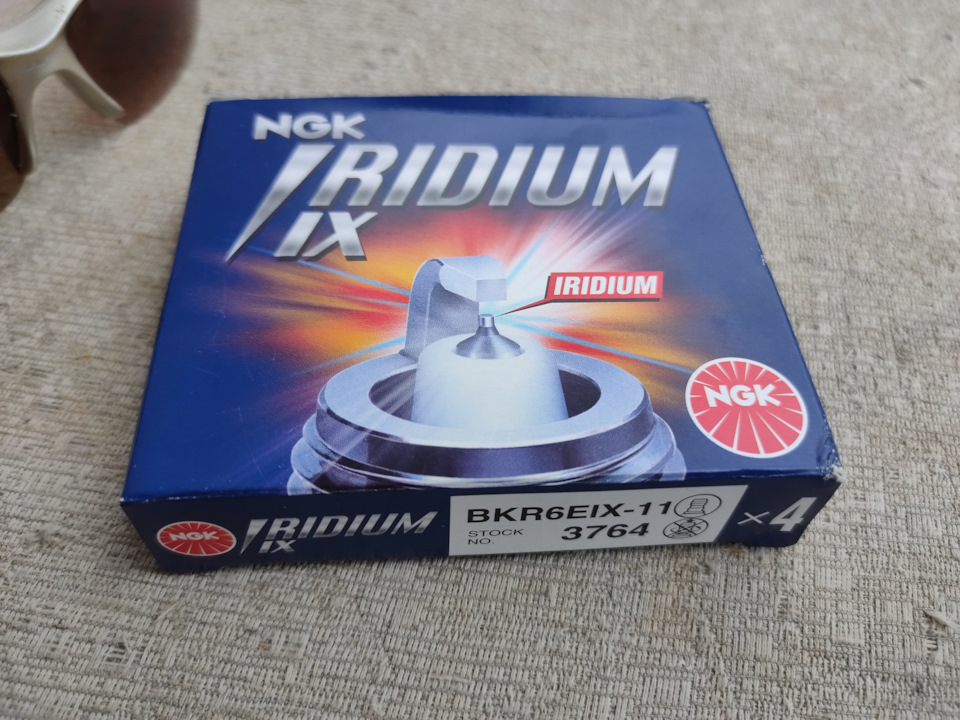 NGK
IRIDIUM
IX
IRIDIUM
NGK
NGK
IRIDIUM
IX
BKR6EIX-11
STOCK NO. 3764
×4